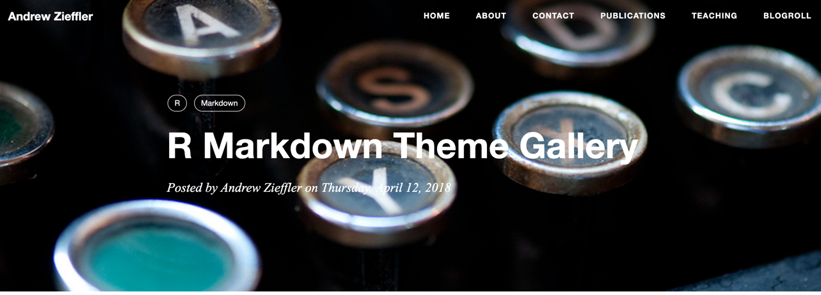 Andrew Zieffler
HOME ABOUT CONTACT PUBLICATIONS TEACHING BLOGROLL
A
S
D
C
R Markdown
R Markdown Theme Gallery
Posted by Andrew Zieffler on Thursday, April 12, 2018
Y